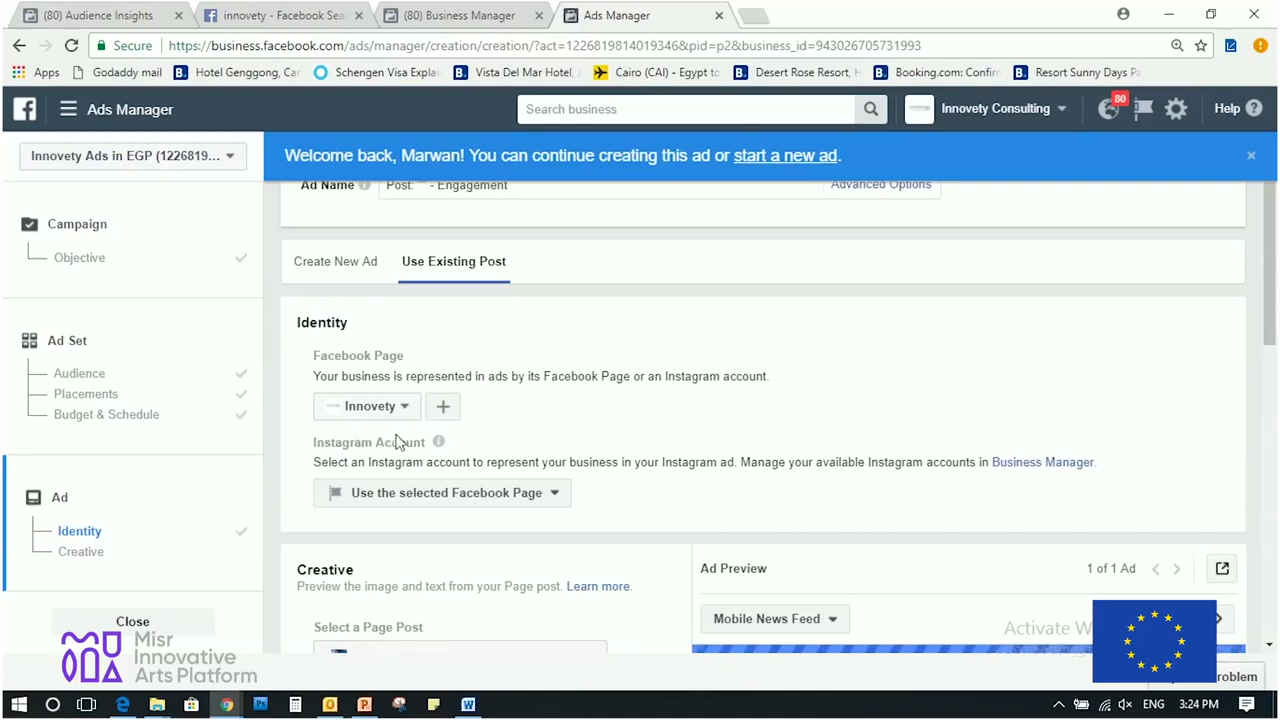 (80) Audience Insights
innovety - Facebook Sea
(80) Business Manager
Ads Manager
Secure
https://business.facebook.com/ads/manager/creation/creation/?act=1226819814019346&pid=p2&business_id=943026705731993
Apps
Godaddy mail
Hotel Genggong, Car
Schengen Visa Explai
Vista Del Mar Hotel,
Cairo (CAI) - Egypt to
Desert Rose Resort, H
Booking.com: Confirm
Resort Sunny Days Pa
Ads Manager
Search business
Innovety Consulting
80
Help
Innovety Ads in EGP (1226819...
Welcome back, Marwan! You can continue creating this ad or start a new ad.
Ad Name
Post: "" - Engagement
Advanced Options
Campaign
Objective
Create New Ad
Use Existing Post
Identity
Ad Set
Facebook Page
Audience
Your business is represented in ads by its Facebook Page or an Instagram account.
Placements
Innovety
Budget & Schedule
Instagram Account
Select an Instagram account to represent your business in your Instagram ad. Manage your available Instagram accounts in Business Manager.
Ad
Use the selected Facebook Page
Identity
Creative
Creative
Preview the image and text from your Page post. Learn more.
Ad Preview
1 of 1 Ad
Close
Select a Page Post
Mobile News Feed
Activate W
Misr
Innovative
Arts Platform
roblem
ENG
3:24 PM